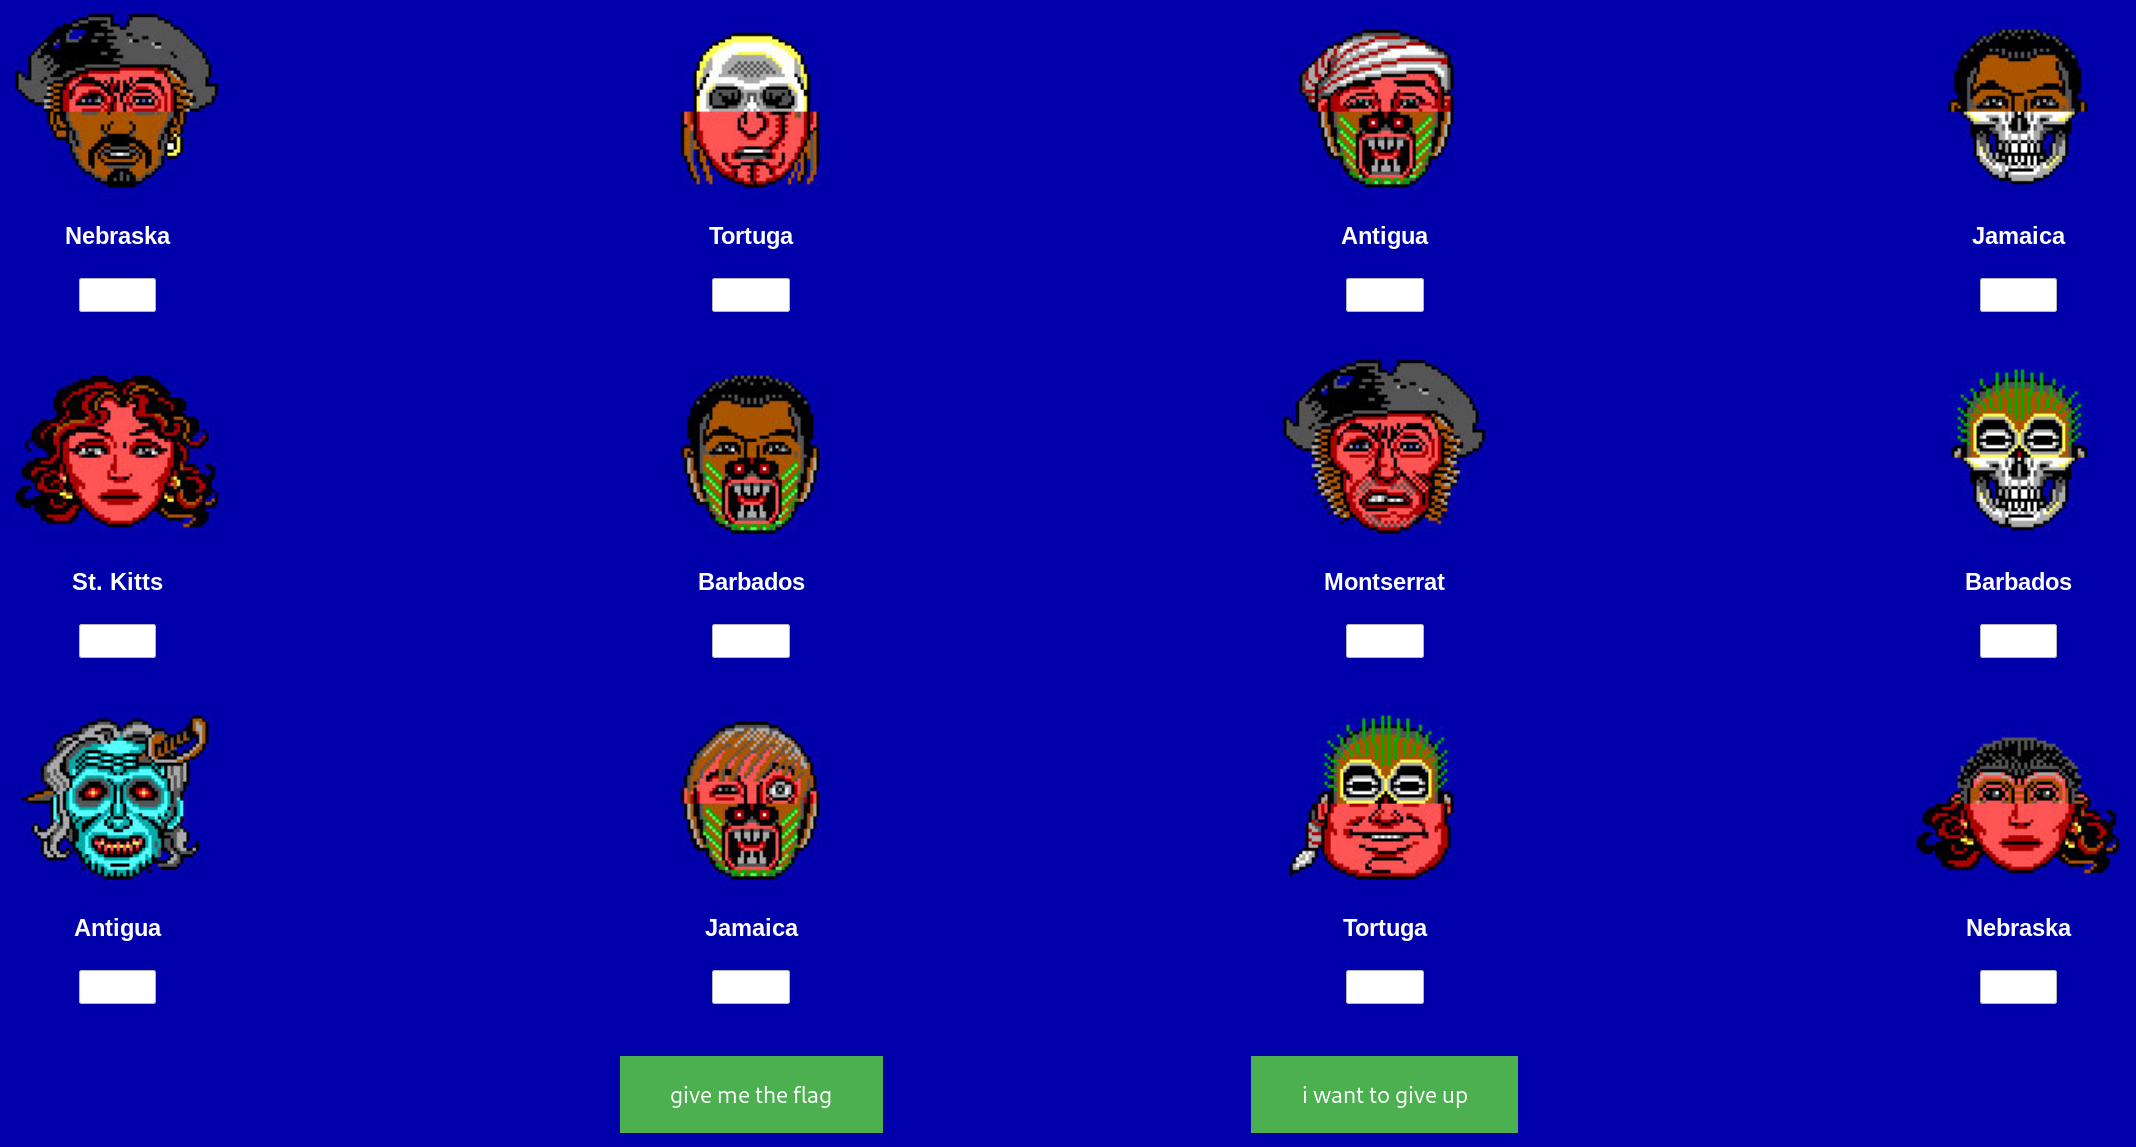 Nebraska
Tortuga
Antigua
Jamaica
St. Kitts
Barbados
Montserrat
Barbados
Antigua
Jamaica
Tortuga
Nebraska
give me the flag
i want to give up